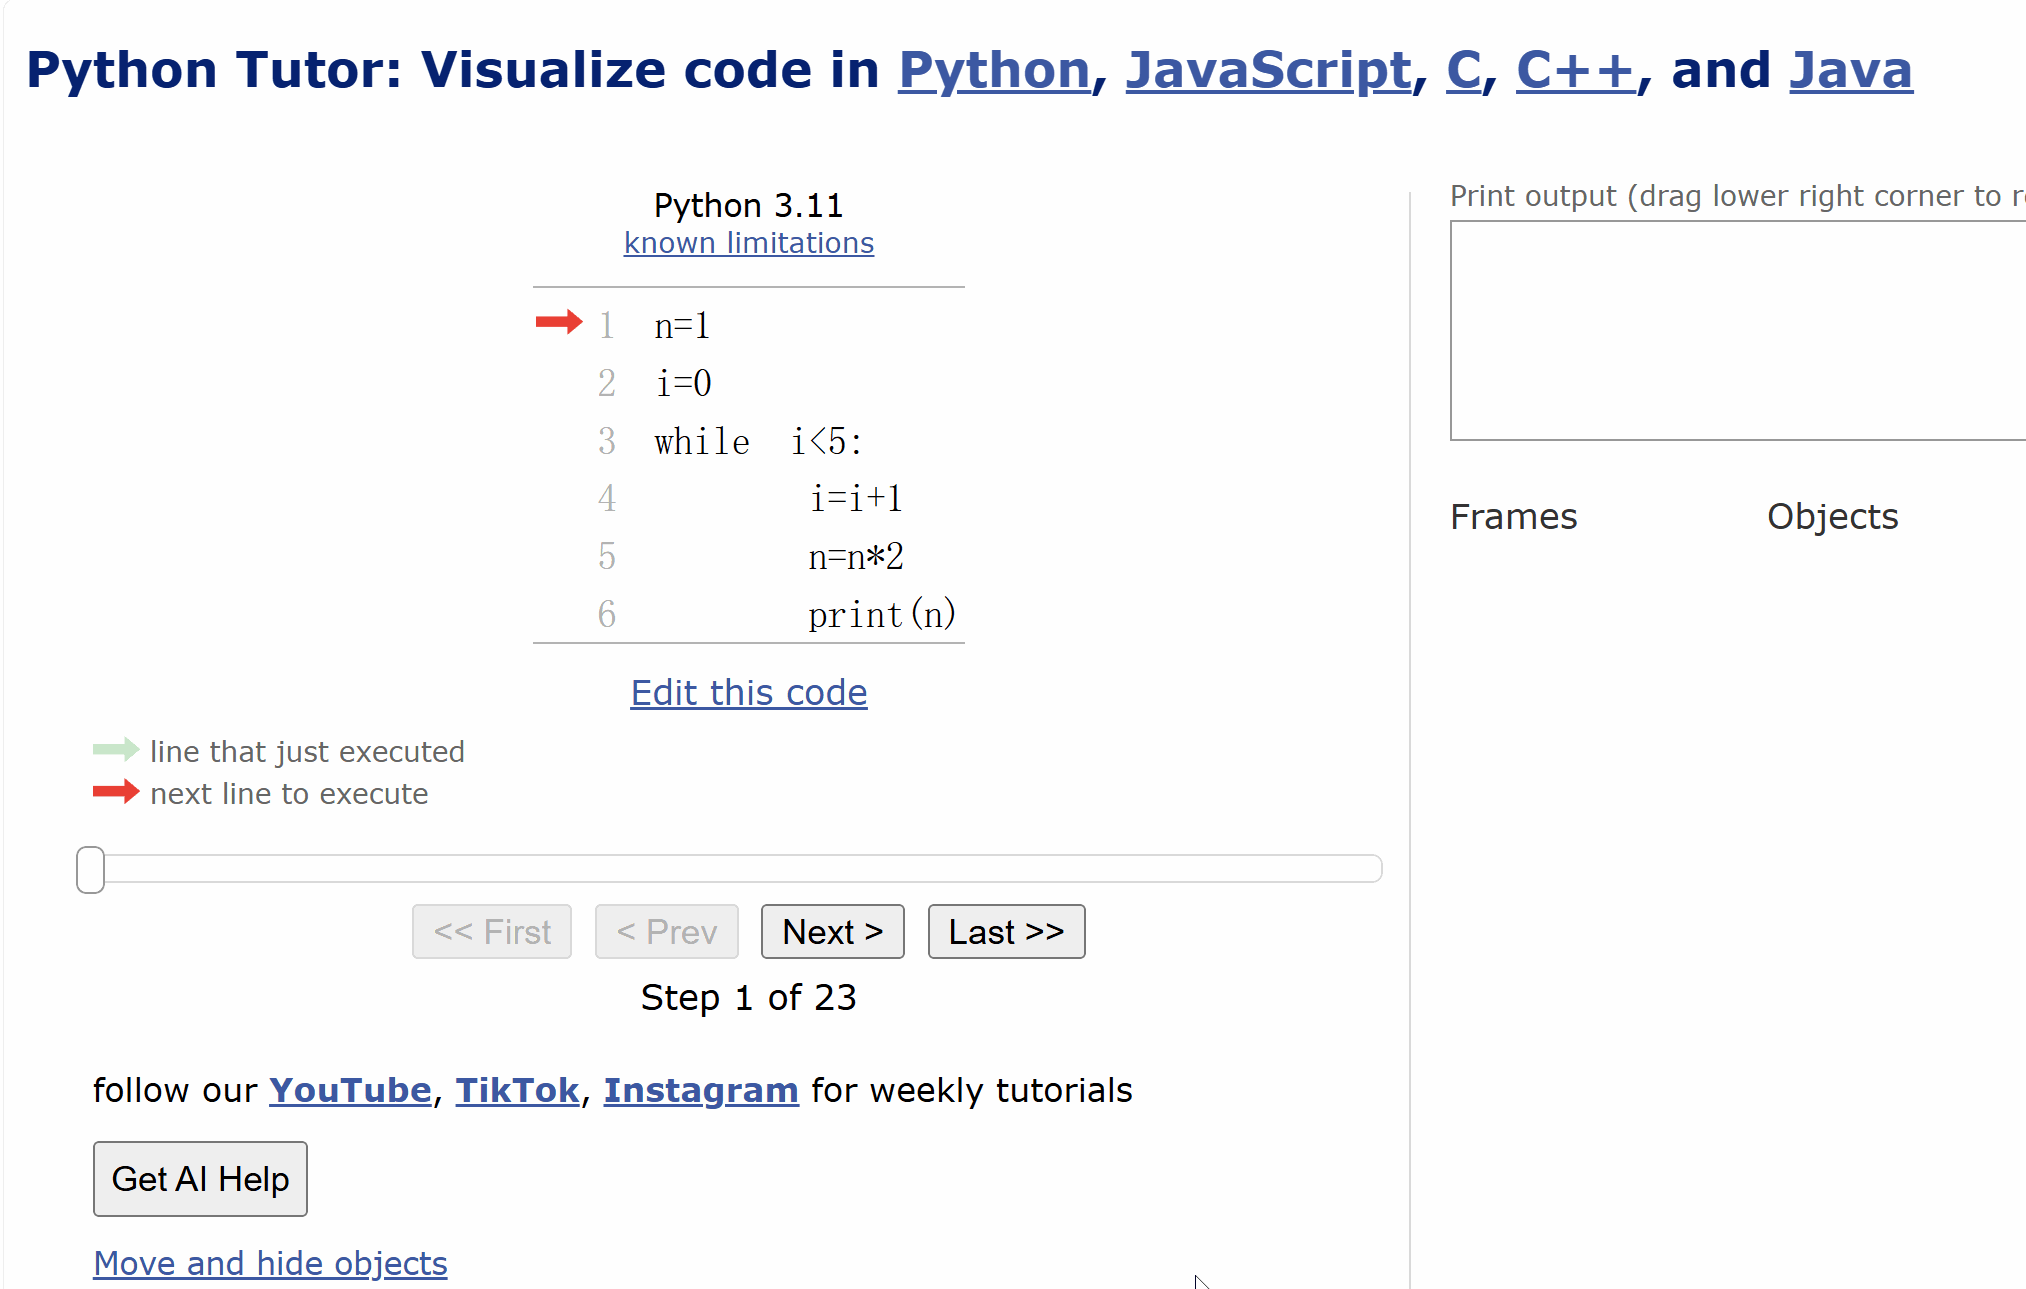 Python Tutor: Visualize code in Python, JavaScript, C, C++, and Java
Python 3.11
known limitations
1 n=1
2 i=0
3 while  i<5:
4         i=i+1
5         n=n*2
6         print(n)
Edit this code
line that just executed
next line to execute
<< First < Prev Next > Last >>
Step 1 of 23
follow our YouTube, TikTok, Instagram for weekly tutorials
Get AI Help
Move and hide objects
Print output (drag lower right corner to
Frames Objects